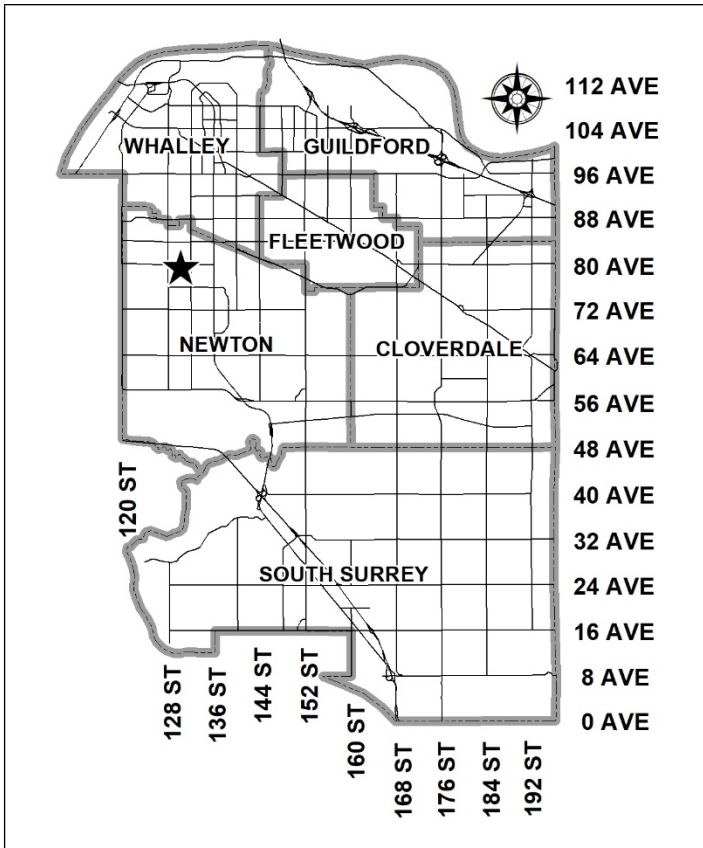 112 AVE
104 AVE
WHALLEY
GUILDFORD
96 AVE
88 AVE
FLEETWOOD
80 AVE
72 AVE
NEWTON
CLOVERDALE
64 AVE
56 AVE
48 AVE
120 ST
40 AVE
32 AVE
SOUTH SURREY
24 AVE
16 AVE
8 AVE
0 AVE
128 ST
136 ST
144 ST
152 ST
160 ST
168 ST
176 ST
184 ST
192 ST